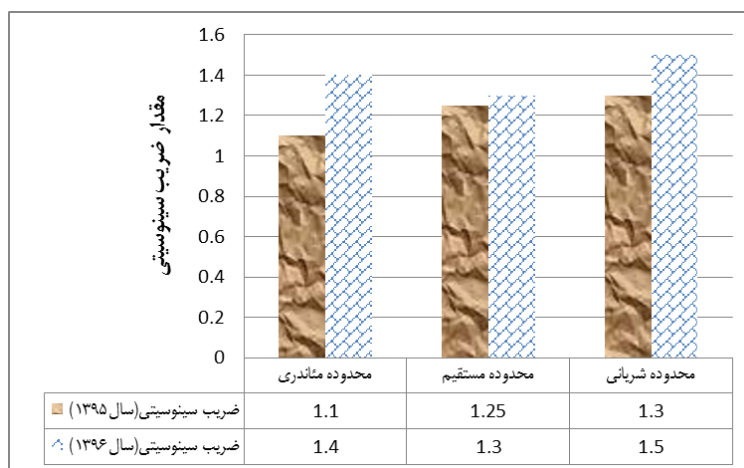 مقدار ضریب سینوسیتی
1.6
1.4
1.2
1
0.8
0.6
0.4
0.2
0
محدوده مئاندری محدوده مستقیم محدوده شریانی
ضریب سینوسیتی(سال ۱۳۹۵) 1.1 1.25 1.3
ضریب سینوسیتی(سال ۱۳۹۶) 1.4 1.3 1.5